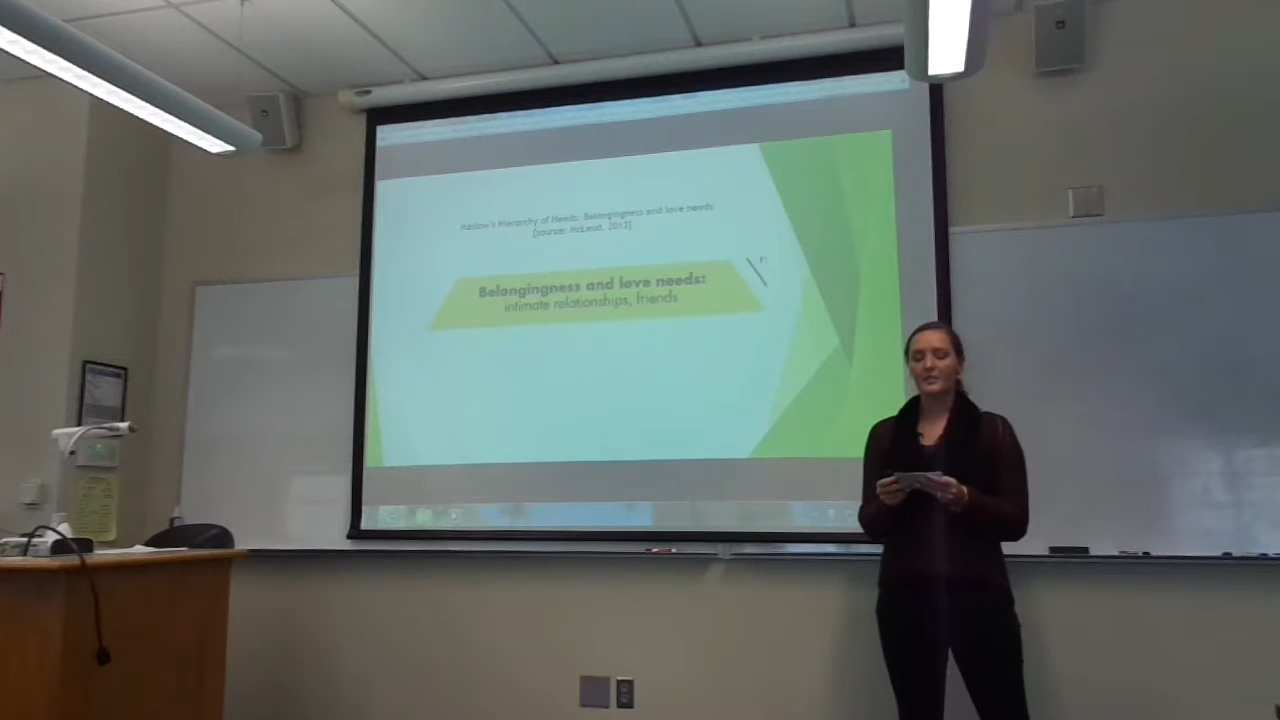 Maslow's Hierarchy of Needs: Belongingness and love needs
[source: McLeod, 2013]
Belongingness and love needs:
intimate relationships, friends